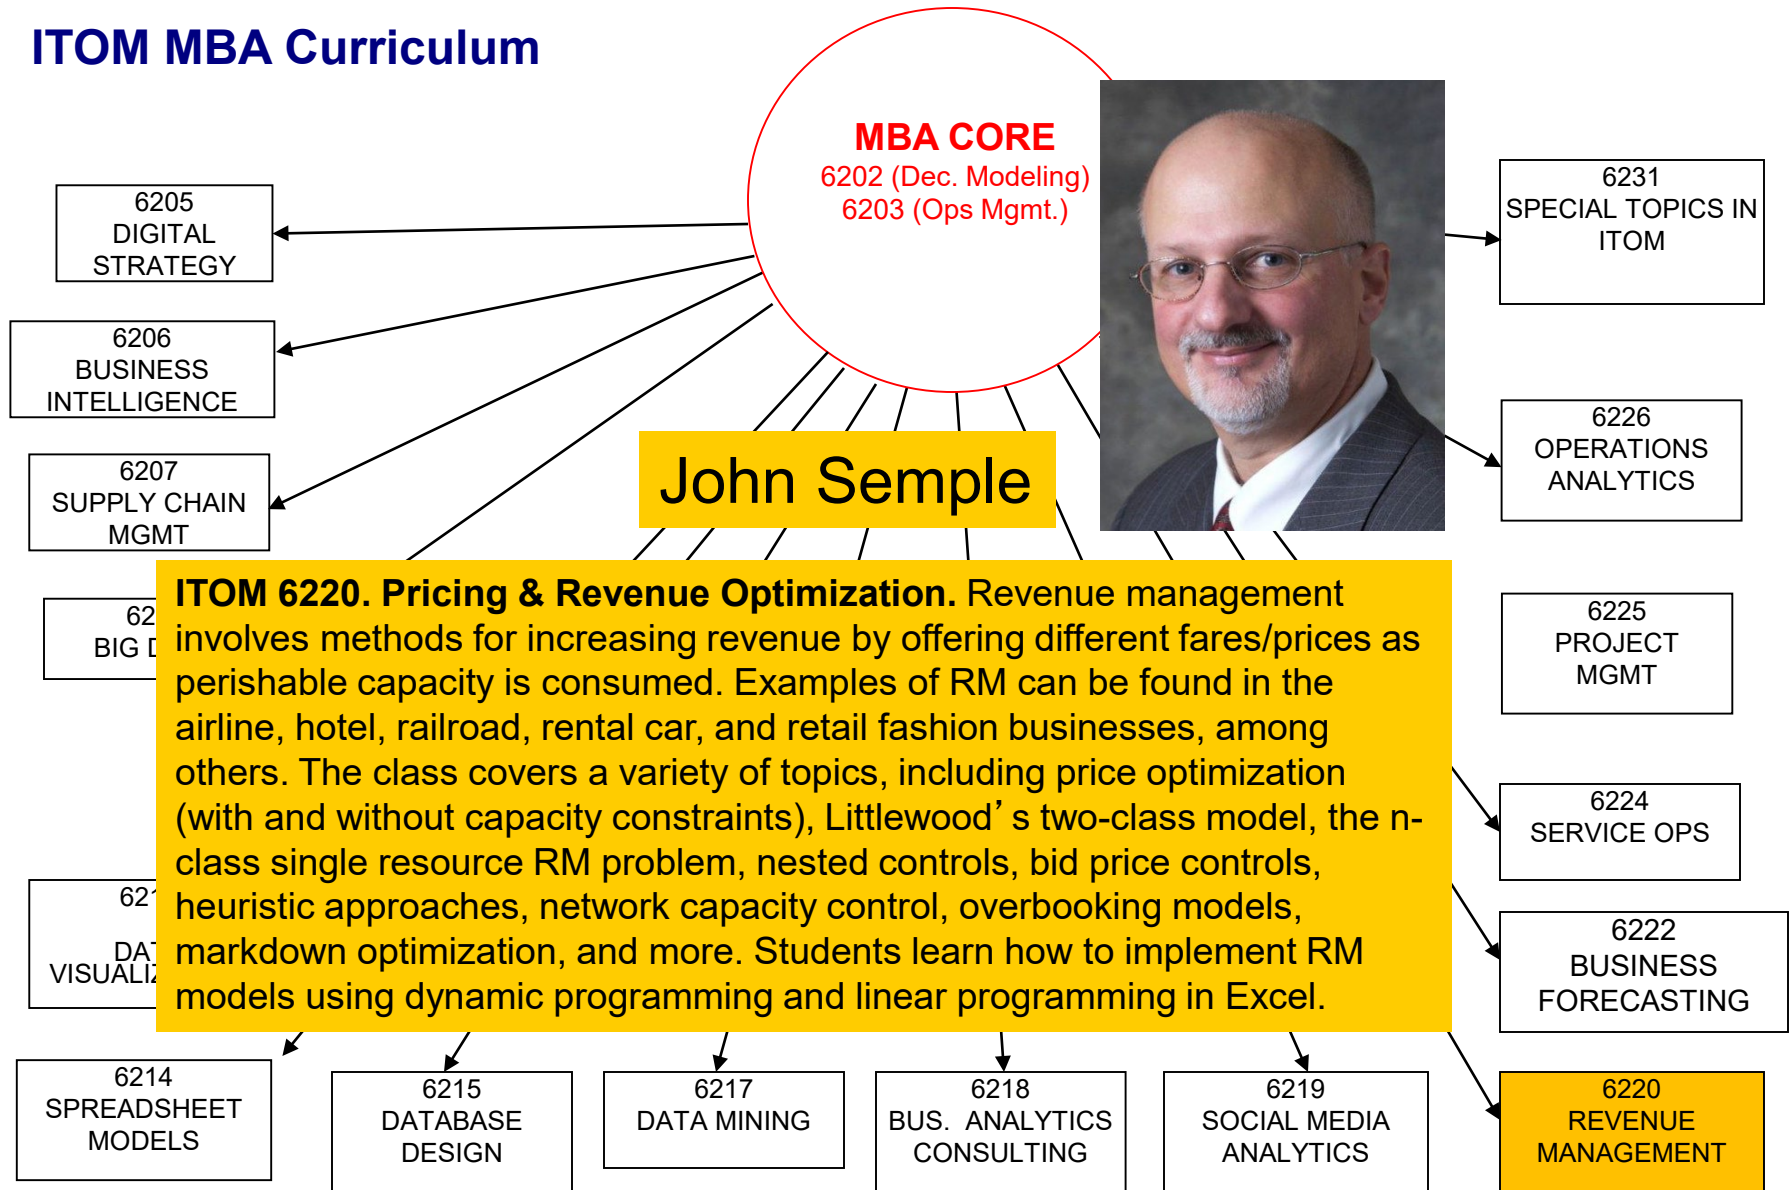 ITOM MBA Curriculum
MBA CORE
6202 (Dec. Modeling)
6203 (Ops Mgmt.)
6205
DIGITAL
STRATEGY
6206
BUSINESS
INTELLIGENCE
6207
SUPPLY CHAIN
MGMT
62
BIG
62
DAT
VISUALIZ
6231
SPECIAL TOPICS IN
ITOM
6226
OPERATIONS
ANALYTICS
6225
PROJECT
MGMT
6224
SERVICE OPS
6222
BUSINESS
FORECASTING
John Semple
ITOM 6220. Pricing & Revenue Optimization. Revenue management
involves methods for increasing revenue by offering different fares/prices as
perishable capacity is consumed. Examples of RM can be found in the
airline, hotel, railroad, rental car, and retail fashion businesses, among
others. The class covers a variety of topics, including price optimization
(with and without capacity constraints), Littlewood’s two-class model, the n-
class single resource RM problem, nested controls, bid price controls,
heuristic approaches, network capacity control, overbooking models,
markdown optimization, and more. Students learn how to implement RM
models using dynamic programming and linear programming in Excel.
6214
SPREADSHEET
MODELS
6215
DATABASE
DESIGN
6217
DATA MINING
6218
BUS. ANALYTICS
CONSULTING
6219
SOCIAL MEDIA
ANALYTICS
6220
REVENUE
MANAGEMENT